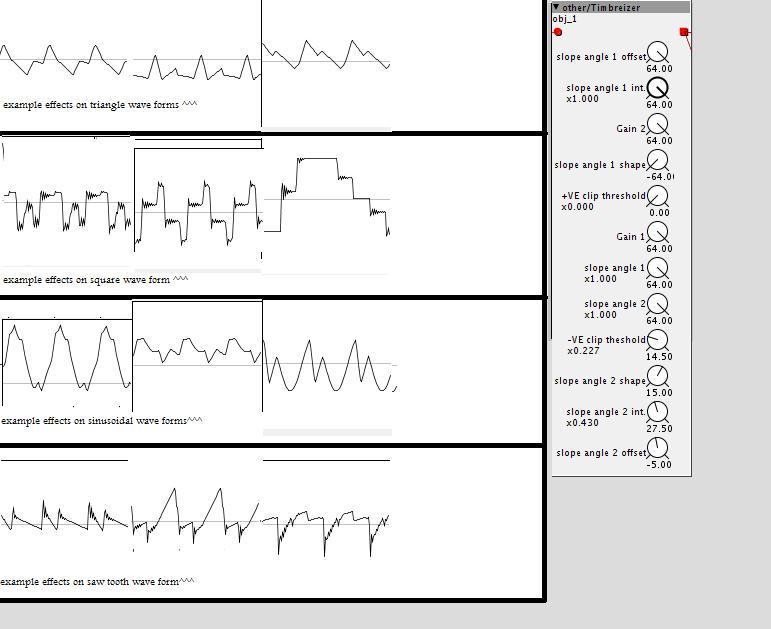 example effects on triangle wave forms ^^^
example effects on square wave form ^^^
example effects on sinusoidal wave forms^^^
example effects on saw tooth wave form^^^
▼ other/Timbreizer
obj_1
slope angle 1 offset
64.00
slope angle 1 int.
x1.000
64.00
Gain 2
64.00
slope angle 1 shape
-64.00
+VE clip threshold
x0.000
0.00
Gain 1
64.00
slope angle 1
x1.000
64.00
slope angle 2
x1.000
64.00
-VE clip theshold
x0.227
14.50
slope angle 2 shape
15.00
slope angle 2 int.
x0.430
27.50
slope angle 2 offset
-5.00